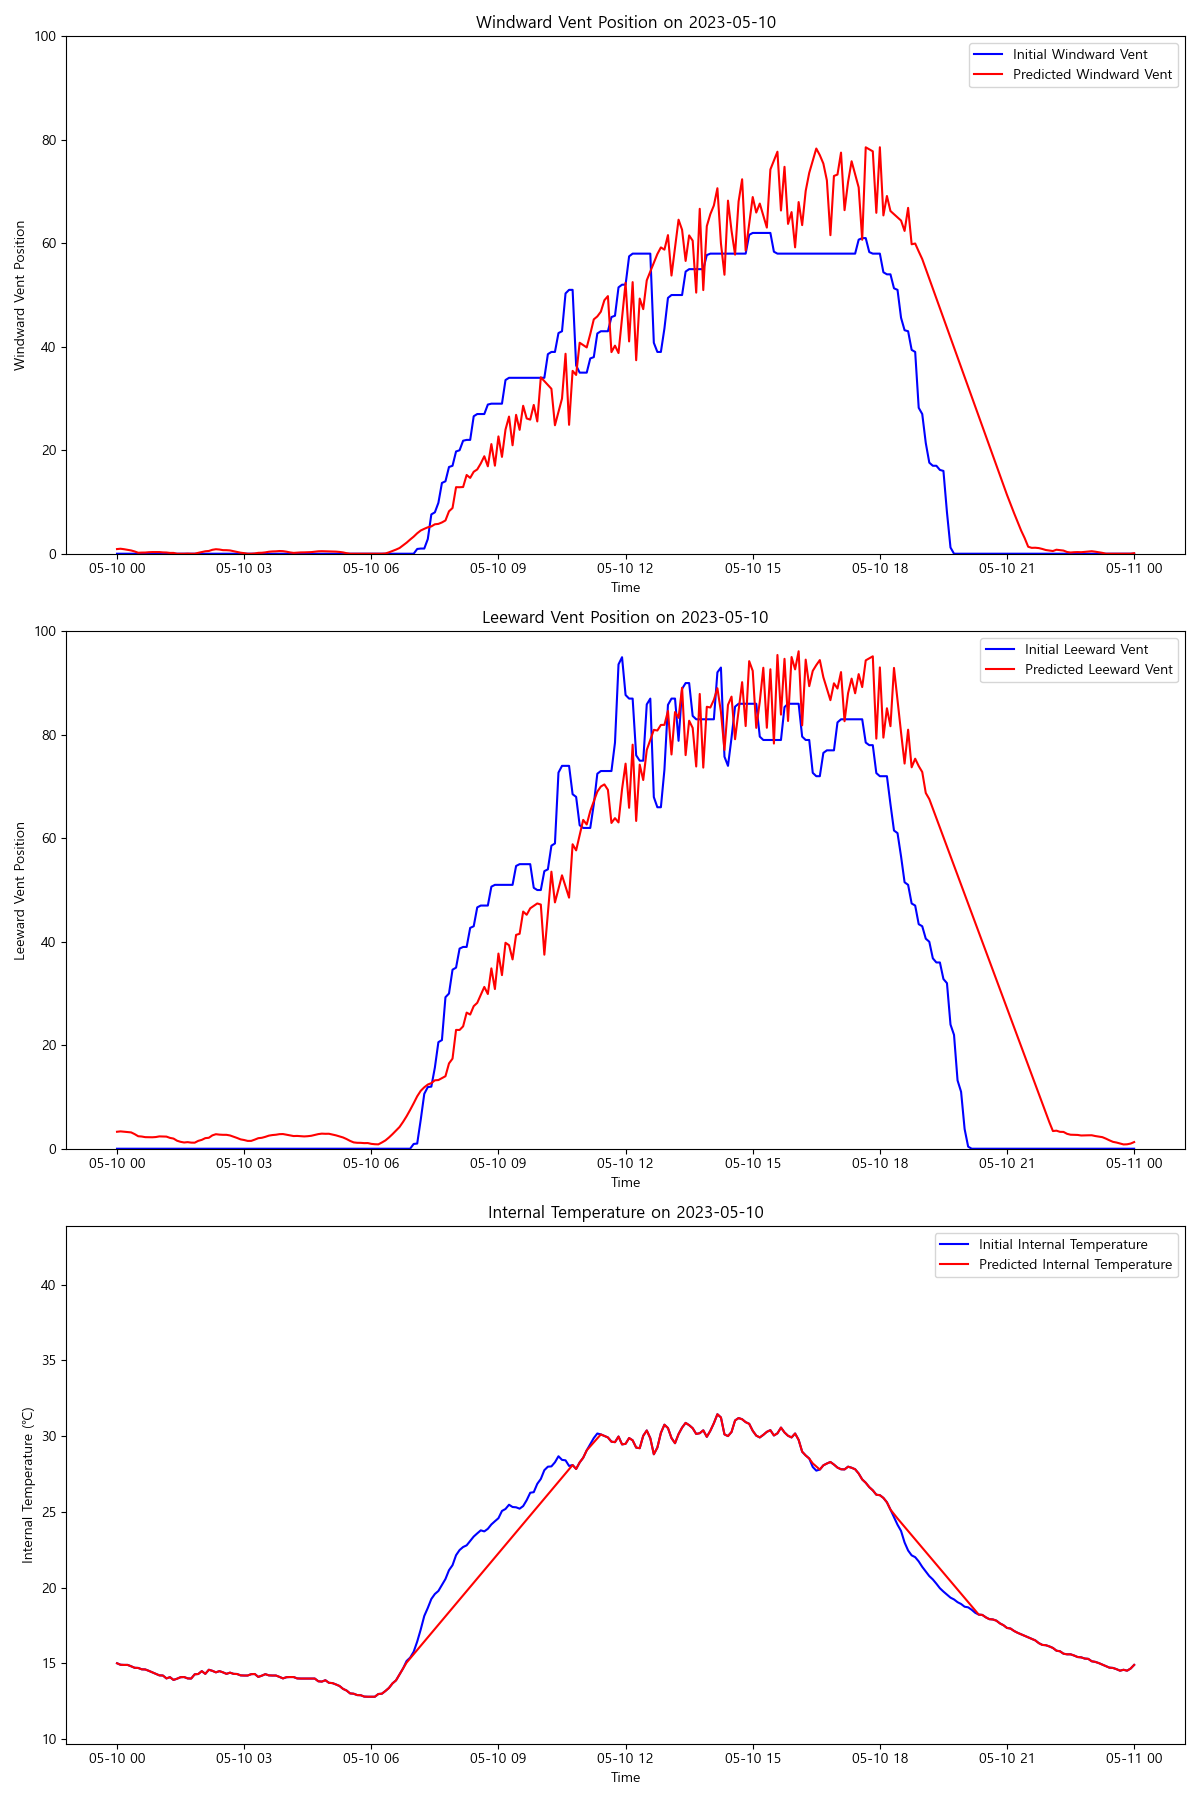 Windward Vent Position on 2023-05-10
Initial Windward Vent
Predicted Windward Vent
Windward Vent Position
100
80
60
40
20
0
05-10 00 05-10 03 05-10 06 05-10 09 05-10 12 05-10 15 05-10 18 05-10 21 05-11 00
Time
Leeward Vent Position on 2023-05-10
Initial Leeward Vent
Predicted Leeward Vent
Leeward Vent Position
100
80
60
40
20
0
05-10 00 05-10 03 05-10 06 05-10 09 05-10 12 05-10 15 05-10 18 05-10 21 05-11 00
Time
Internal Temperature on 2023-05-10
Initial Internal Temperature
Predicted Internal Temperature
Internal Temperature (℃)
40
35
30
25
20
15
10
05-10 00 05-10 03 05-10 06 05-10 09 05-10 12 05-10 15 05-10 18 05-10 21 05-11 00
Time